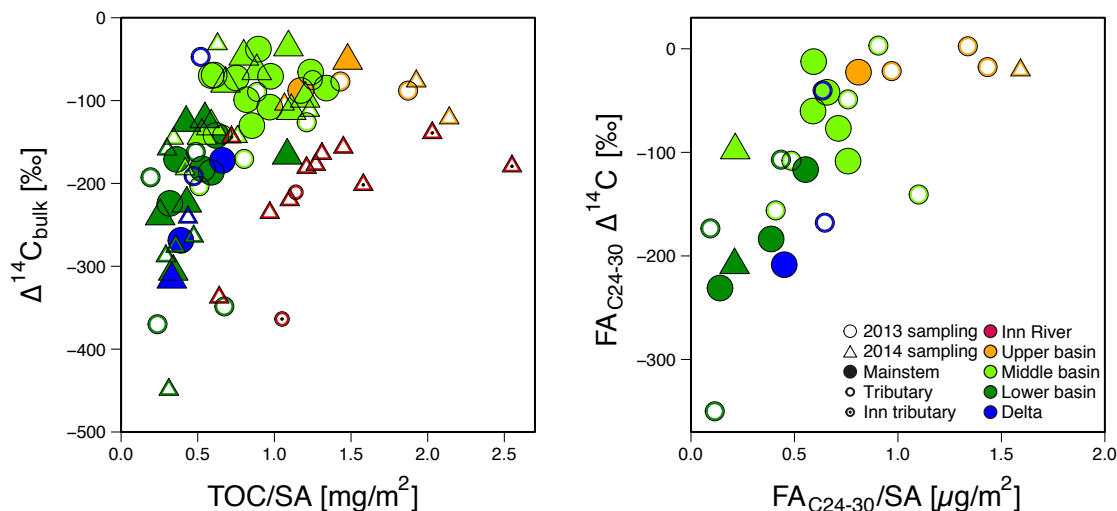 0
−100
−200
−300
−400
−500
0.0 0.5 1.0 1.5 2.0 2.5
Δ¹⁴C_bulk [‰]
TOC/SA [mg/m²]
0
−100
−200
−300
0.0 0.5 1.0 1.5 2.0
FA_C24-30 Δ¹⁴C [‰]
FA_C24-30/SA [µg/m²]
2013 sampling
2014 sampling
Mainstem
Tributary
Inn tributary
Inn River
Upper basin
Middle basin
Lower basin
Delta